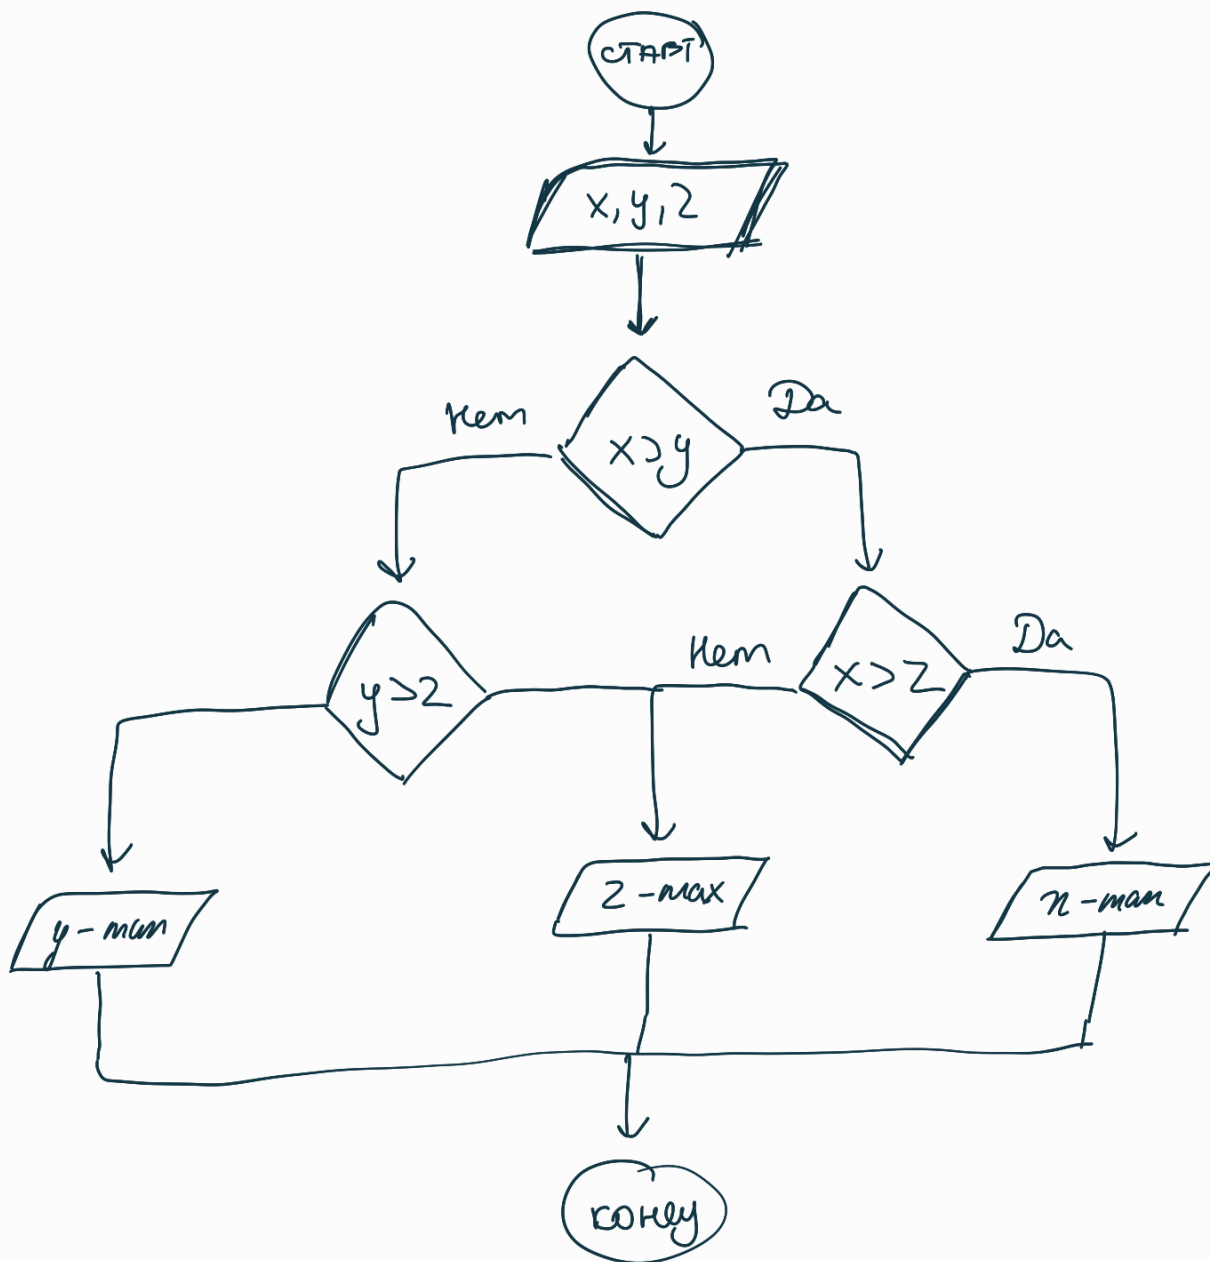 СТАРТ
x, y, z
Нет
Да
x>y
Нет
Да
y>z
x>z
y-max
z-max
x-max
конец